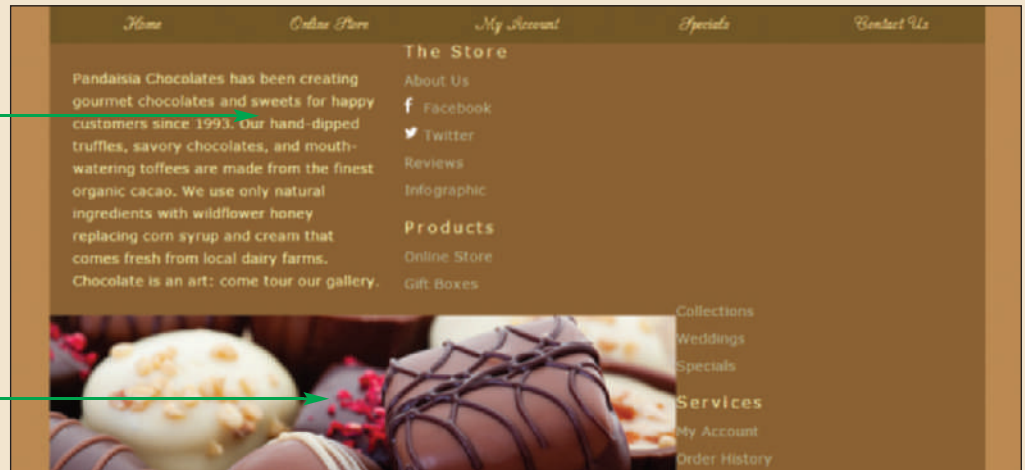 Home
Online Store
My Account
Specials
Contact Us
Pandaisia Chocolates has been creating
gourmet chocolates and sweets for happy
customers since 1993. Our hand-dipped
truffles, savory chocolates, and mouth-
watering toffees are made from the finest
organic cacao. We use only natural
ingredients with wildflower honey
replacing corn syrup and cream that
comes fresh from local dairy farms.
Chocolate is an art: come tour our gallery.
The Store
About Us
Facebook
Twitter
Reviews
Infographic
Products
Online Store
Gift Boxes
Collections
Weddings
Specials
Services
My Account
Order History